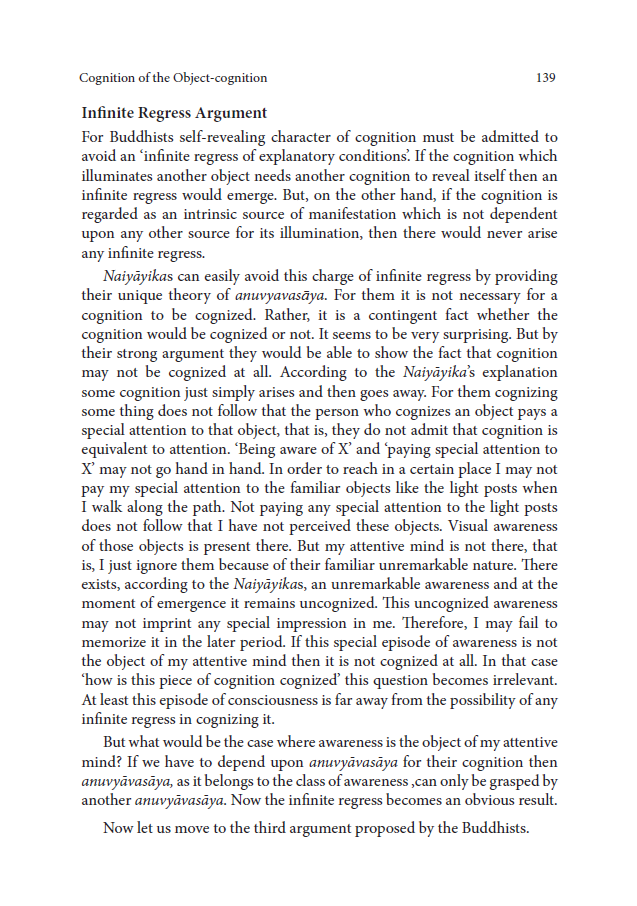 Cognition of the Object-cognition 139
Infinite Regress Argument
For Buddhists self-revealing character of cognition must be admitted to
avoid an ‘infinite regress of explanatory conditions’. If the cognition which
illuminates another object needs another cognition to reveal itself then an
infinite regress would emerge. But, on the other hand, if the cognition is
regarded as an intrinsic source of manifestation which is not dependent
upon any other source for its illumination, then there would never arise
any infinite regress.
Naiyāyikas can easily avoid this charge of infinite regress by providing
their unique theory of anuvyavasāya. For them it is not necessary for a
cognition to be cognized. Rather, it is a contingent fact whether the
cognition would be cognized or not. It seems to be very surprising. But by
their strong argument they would be able to show the fact that cognition
may not be cognized at all. According to the Naiyāyika’s explanation
some cognition just simply arises and then goes away. For them cognizing
some thing does not follow that the person who cognizes an object pays a
special attention to that object, that is, they do not admit that cognition is
equivalent to attention. ‘Being aware of X’ and ‘paying special attention to
X’ may not go hand in hand. In order to reach in a certain place I may not
pay my special attention to the familiar objects like the light posts when
I walk along the path. Not paying any special attention to the light posts
does not follow that I have not perceived these objects. Visual awareness
of those objects is present there. But my attentive mind is not there, that
is, I just ignore them because of their familiar unremarkable nature. There
exists, according to the Naiyāyikas, an unremarkable awareness and at the
moment of emergence it remains uncognized. This uncognized awareness
may not imprint any special impression in me. Therefore, I may fail to
memorize it in the later period. If this special episode of awareness is not
the object of my attentive mind then it is not cognized at all. In that case
‘how is this piece of cognition cognized’ this question becomes irrelevant.
At least this episode of consciousness is far away from the possibility of any
infinite regress in cognizing it.
But what would be the case where awareness is the object of my attentive
mind? If we have to depend upon anuvyāvasāya for their cognition then
anuvyāvasāya, as it belongs to the class of awareness ,can only be grasped by
another anuvyāvasāya. Now the infinite regress becomes an obvious result.
Now let us move to the third argument proposed by the Buddhists.